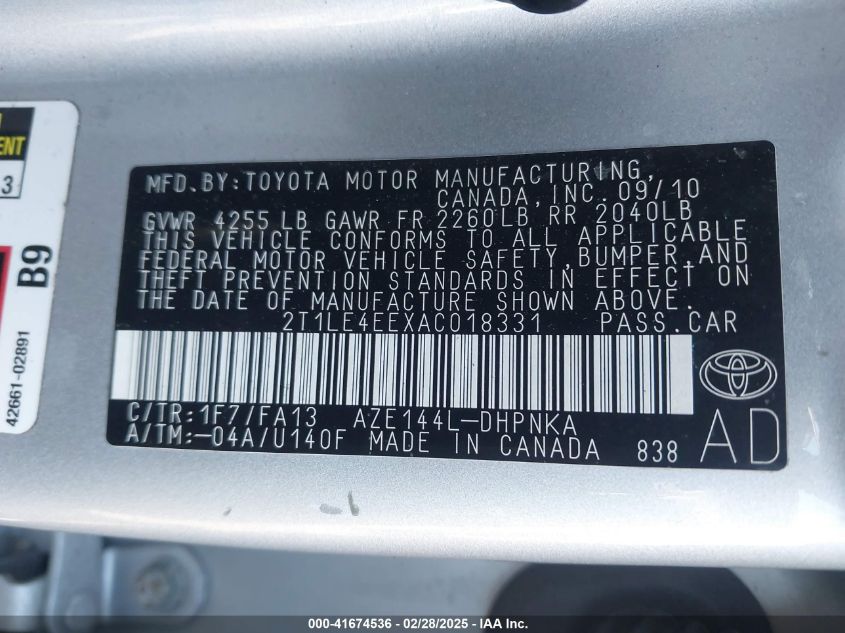 ENT
3
B9
42661-02891
MFD. BY: TOYOTA MOTOR MANUFACTURING,
CANADA, INC. 09/10
GVWR 4255 LB GAWR FR 2260LB RR 2040LB
THIS VEHICLE CONFORMS TO ALL APPLICABLE
FEDERAL MOTOR VEHICLE SAFETY, BUMPER, AND
THEFT PREVENTION STANDARDS IN EFFECT ON
THE DATE OF MANUFACTURE SHOWN ABOVE.
2T1LE4EEXAC018331 PASS. CAR
C/TR: 1F7/FA13 AZE144L-DHPNKA
A/TM: -04A/U140F MADE IN CANADA 838
AD
000-41674536 - 02/28/2025 - IAA Inc.